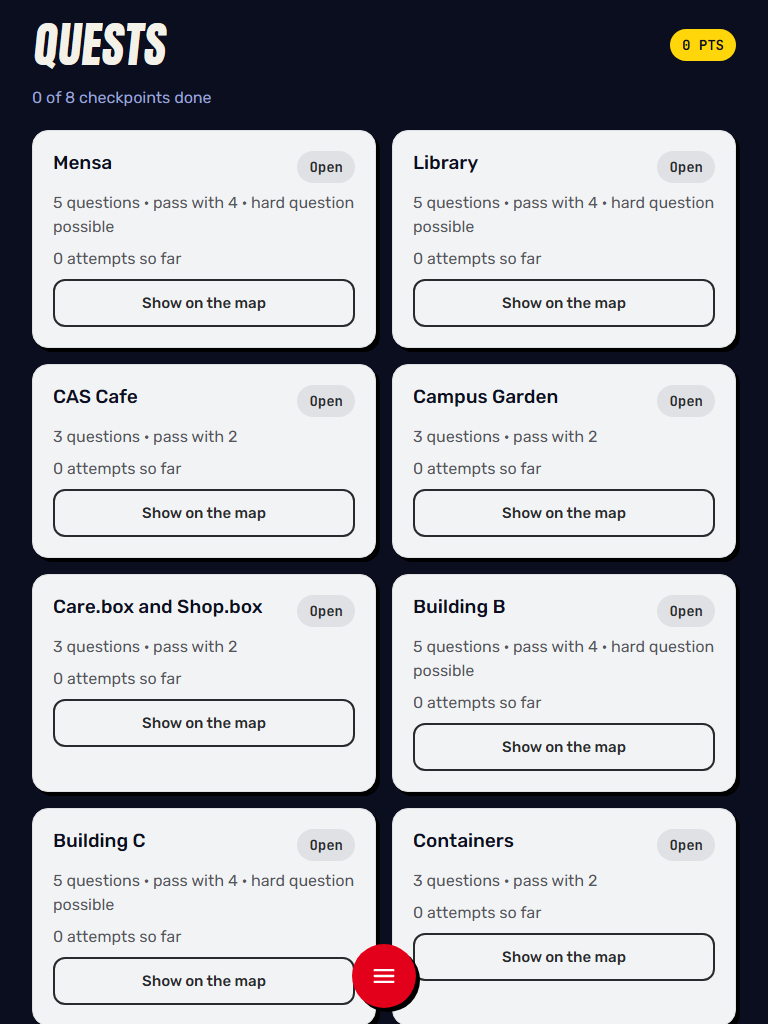 QUESTS
0 PTS
0 of 8 checkpoints done
Mensa
Open
5 questions • pass with 4 • hard question
possible
0 attempts so far
Show on the map
Library
Open
5 questions • pass with 4 • hard question
possible
0 attempts so far
Show on the map
CAS Cafe
Open
3 questions • pass with 2
0 attempts so far
Show on the map
Campus Garden
Open
3 questions • pass with 2
0 attempts so far
Show on the map
Care.box and Shop.box
Open
3 questions • pass with 2
0 attempts so far
Show on the map
Building B
Open
5 questions • pass with 4 • hard question
possible
0 attempts so far
Show on the map
Building C
Open
5 questions • pass with 4 • hard question
possible
0 attempts so far
Show on the map
Containers
Open
3 questions • pass with 2
0 attempts so far
Show on the map